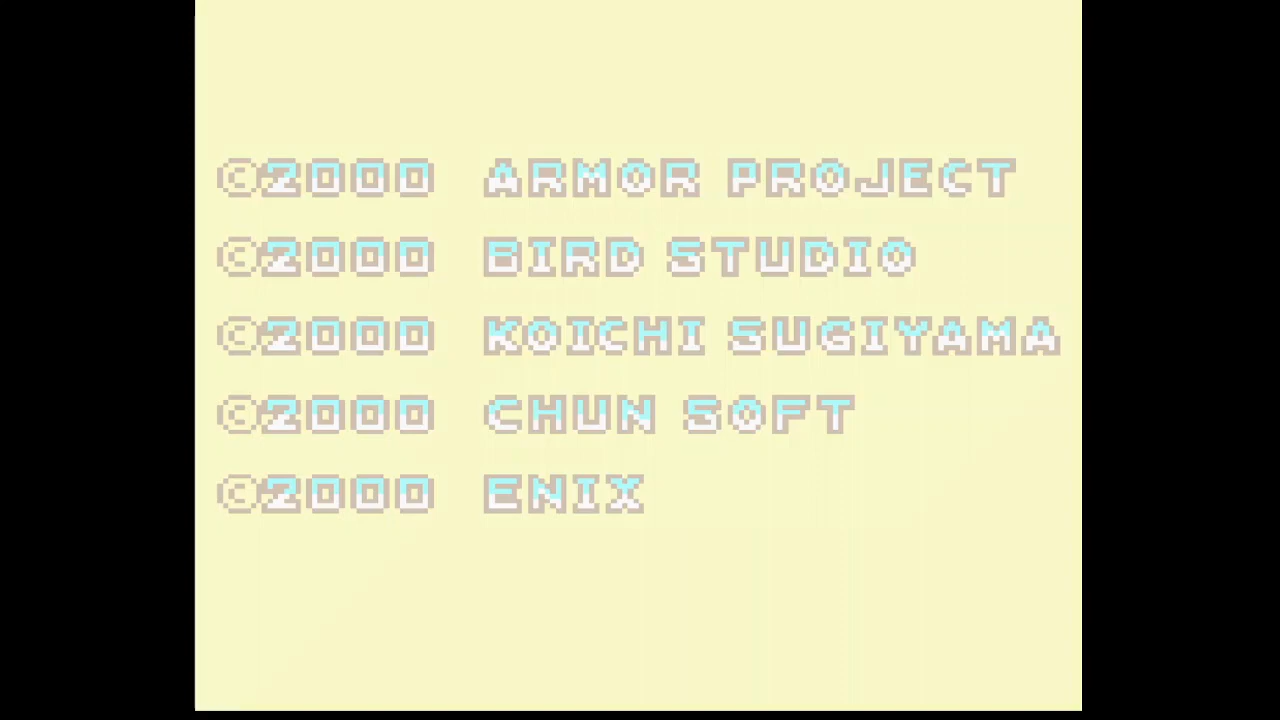 ©2000 ARMOR PROJECT
©2000 BIRD STUDIO
©2000 KOICHI SUGIYAMA
©2000 CHUN SOFT
©2000 ENIX